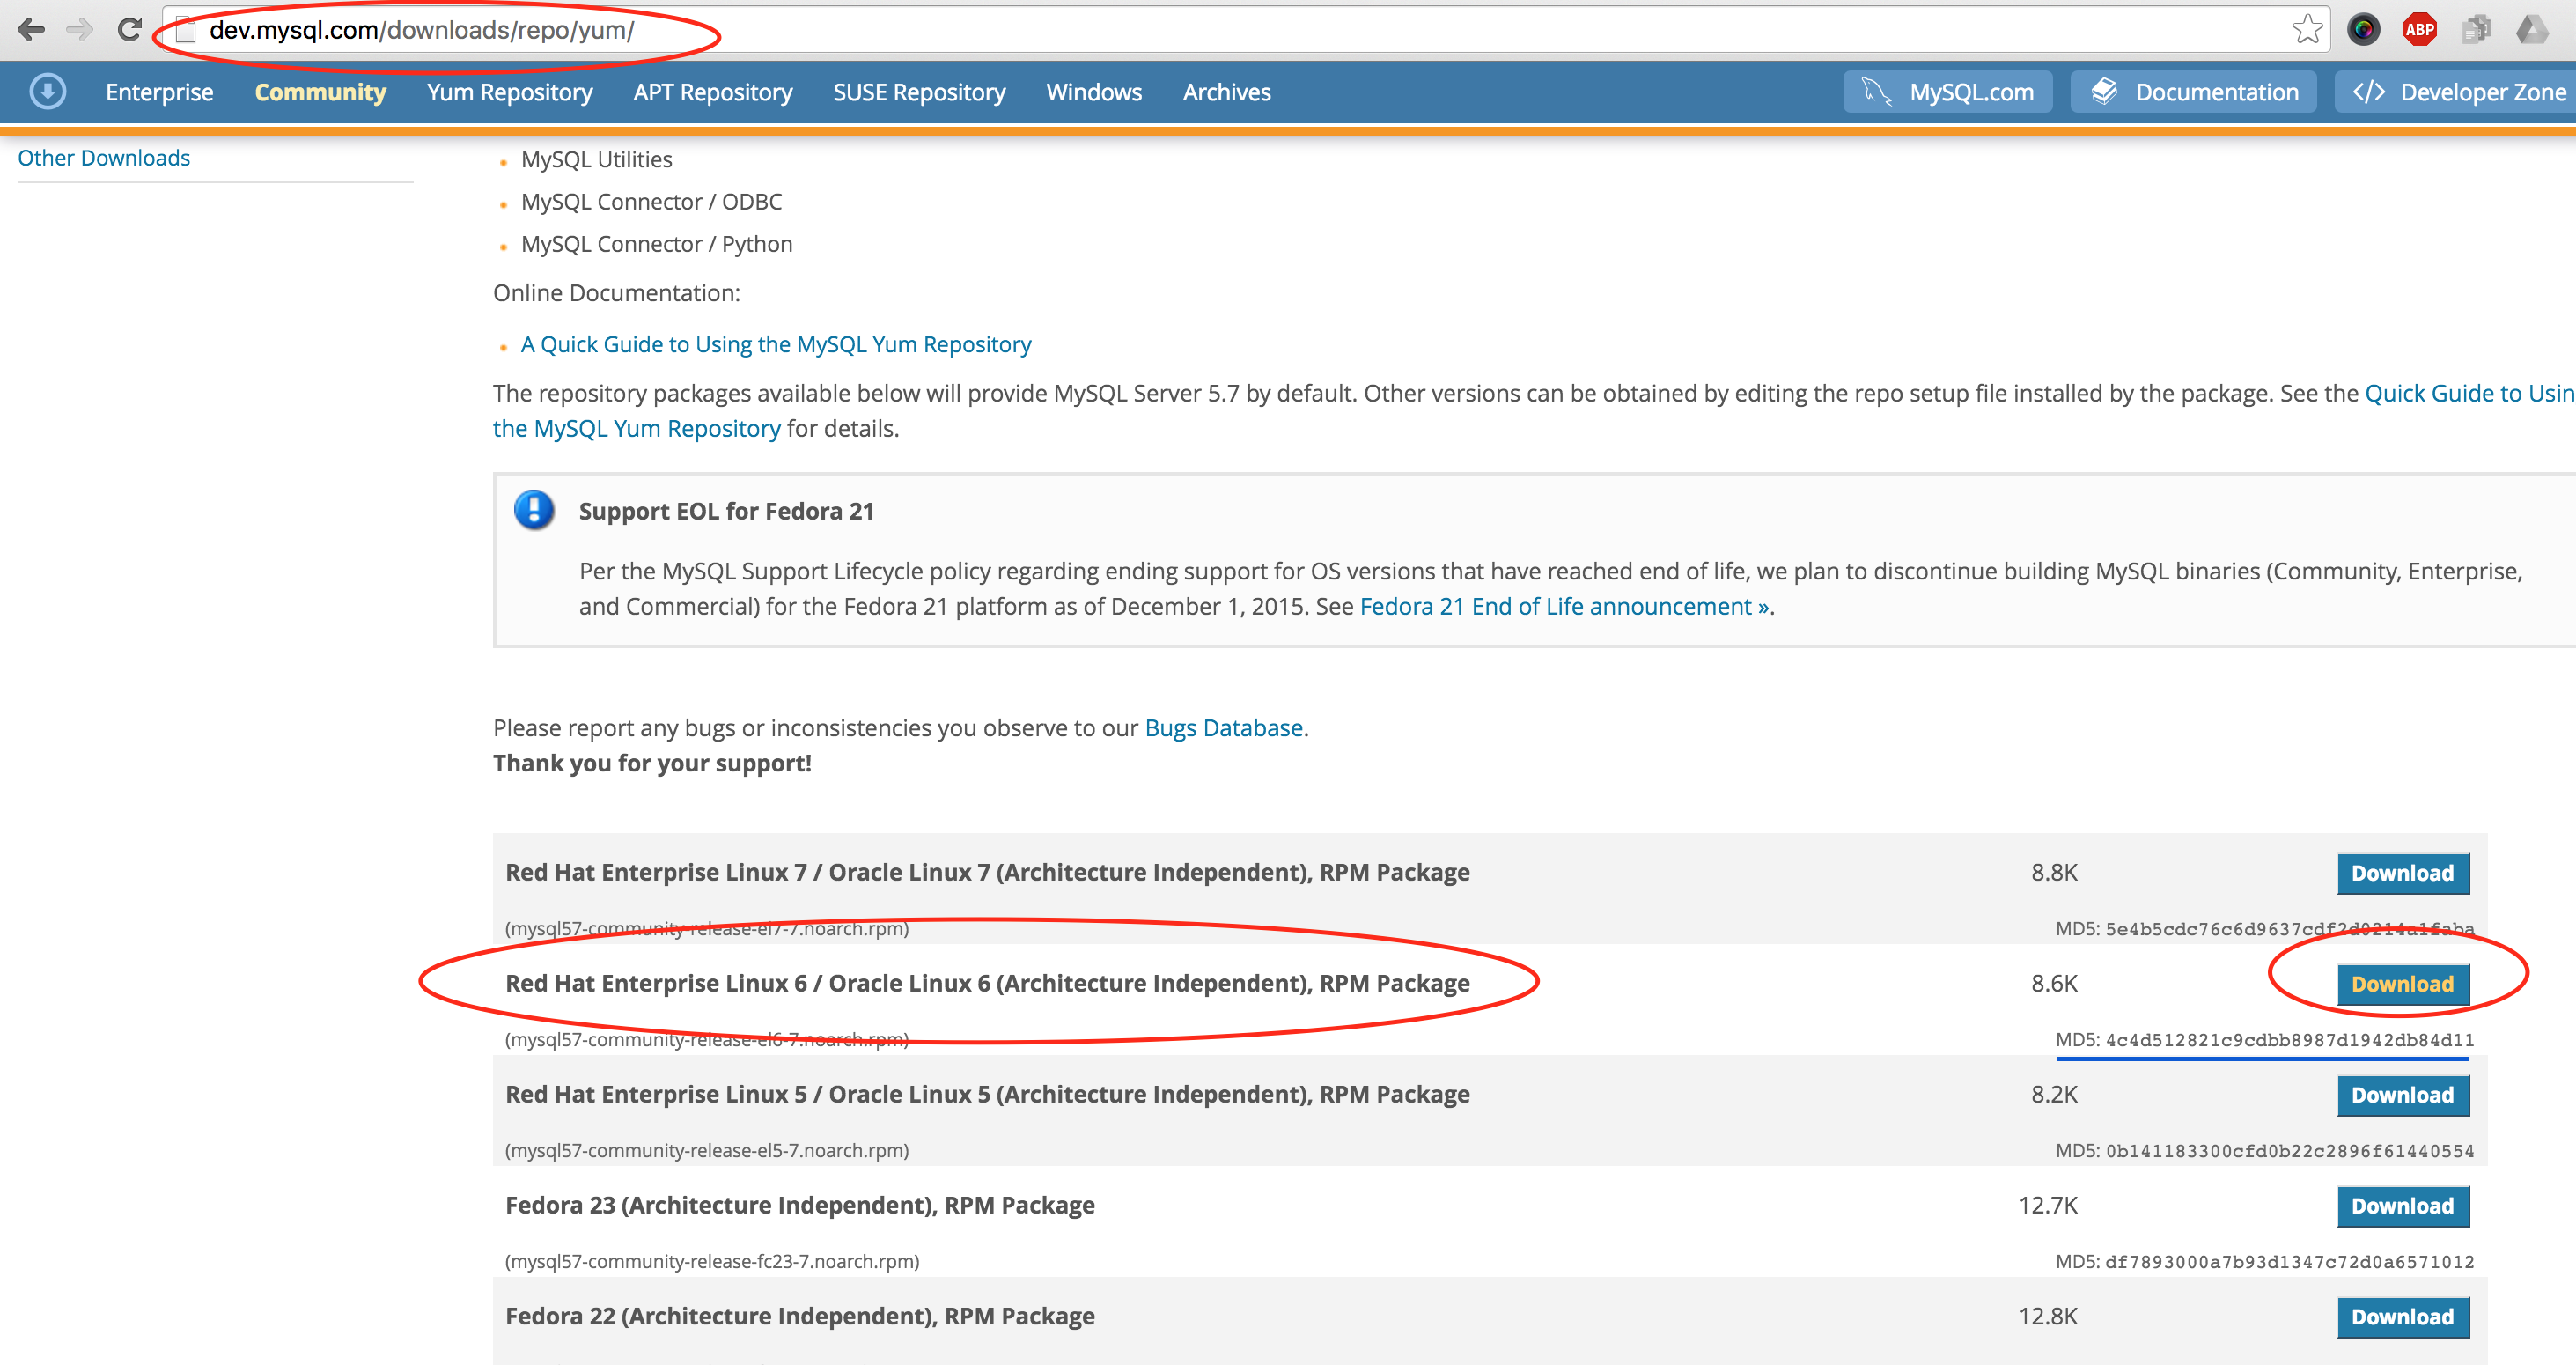 dev.mysql.com/downloads/repo/yum/
ABP
Enterprise Community Yum Repository APT Repository SUSE Repository Windows Archives MySQL.com Documentation </> Developer Zone
Other Downloads
MySQL Utilities
MySQL Connector / ODBC
MySQL Connector / Python
Online Documentation:
A Quick Guide to Using the MySQL Yum Repository
The repository packages available below will provide MySQL Server 5.7 by default. Other versions can be obtained by editing the repo setup file installed by the package. See the Quick Guide to Usin
the MySQL Yum Repository for details.
Support EOL for Fedora 21
Per the MySQL Support Lifecycle policy regarding ending support for OS versions that have reached end of life, we plan to discontinue building MySQL binaries (Community, Enterprise,
and Commercial) for the Fedora 21 platform as of December 1, 2015. See Fedora 21 End of Life announcement ».
Please report any bugs or inconsistencies you observe to our Bugs Database.
Thank you for your support!
Red Hat Enterprise Linux 7 / Oracle Linux 7 (Architecture Independent), RPM Package 8.8K Download
(mysql57-community-release-el7-7.noarch.rpm) MD5: 5e4b5cdc76c6d9637cdf2d0214a1faba
Red Hat Enterprise Linux 6 / Oracle Linux 6 (Architecture Independent), RPM Package 8.6K Download
(mysql57-community-release-el6-7.noarch.rpm) MD5: 4c4d512821c9cdbb8987d1942db84d11
Red Hat Enterprise Linux 5 / Oracle Linux 5 (Architecture Independent), RPM Package 8.2K Download
(mysql57-community-release-el5-7.noarch.rpm) MD5: 0b141183300cfd0b22c2896f61440554
Fedora 23 (Architecture Independent), RPM Package 12.7K Download
(mysql57-community-release-fc23-7.noarch.rpm) MD5: df7893000a7b93d1347c72d0a6571012
Fedora 22 (Architecture Independent), RPM Package 12.8K Download